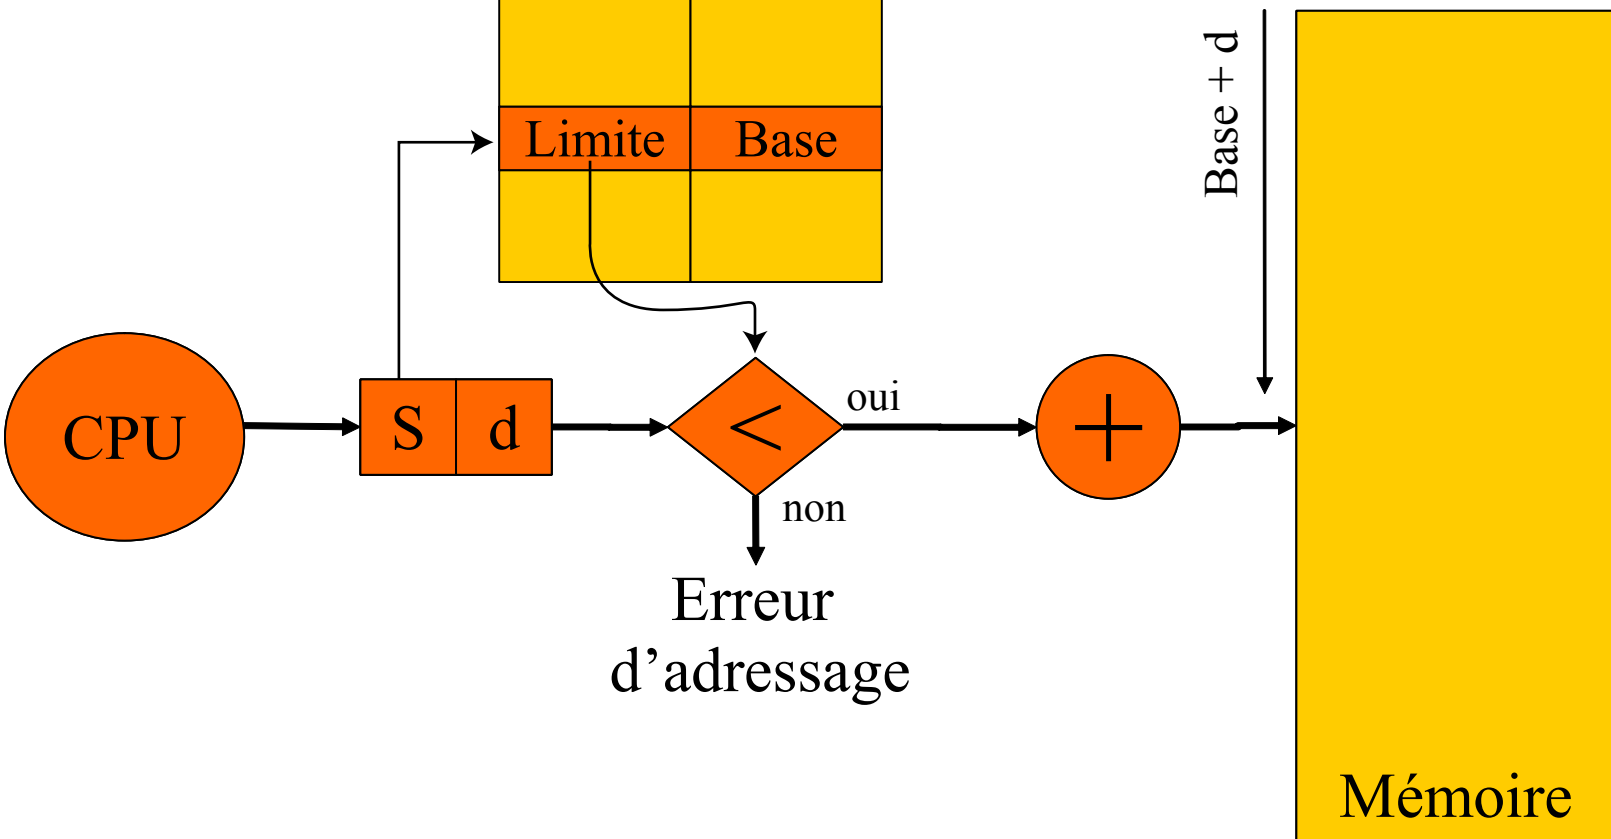 Limite Base
Base + d
CPU
S d
<
oui
+
non
Erreur
d’adressage
Mémoire